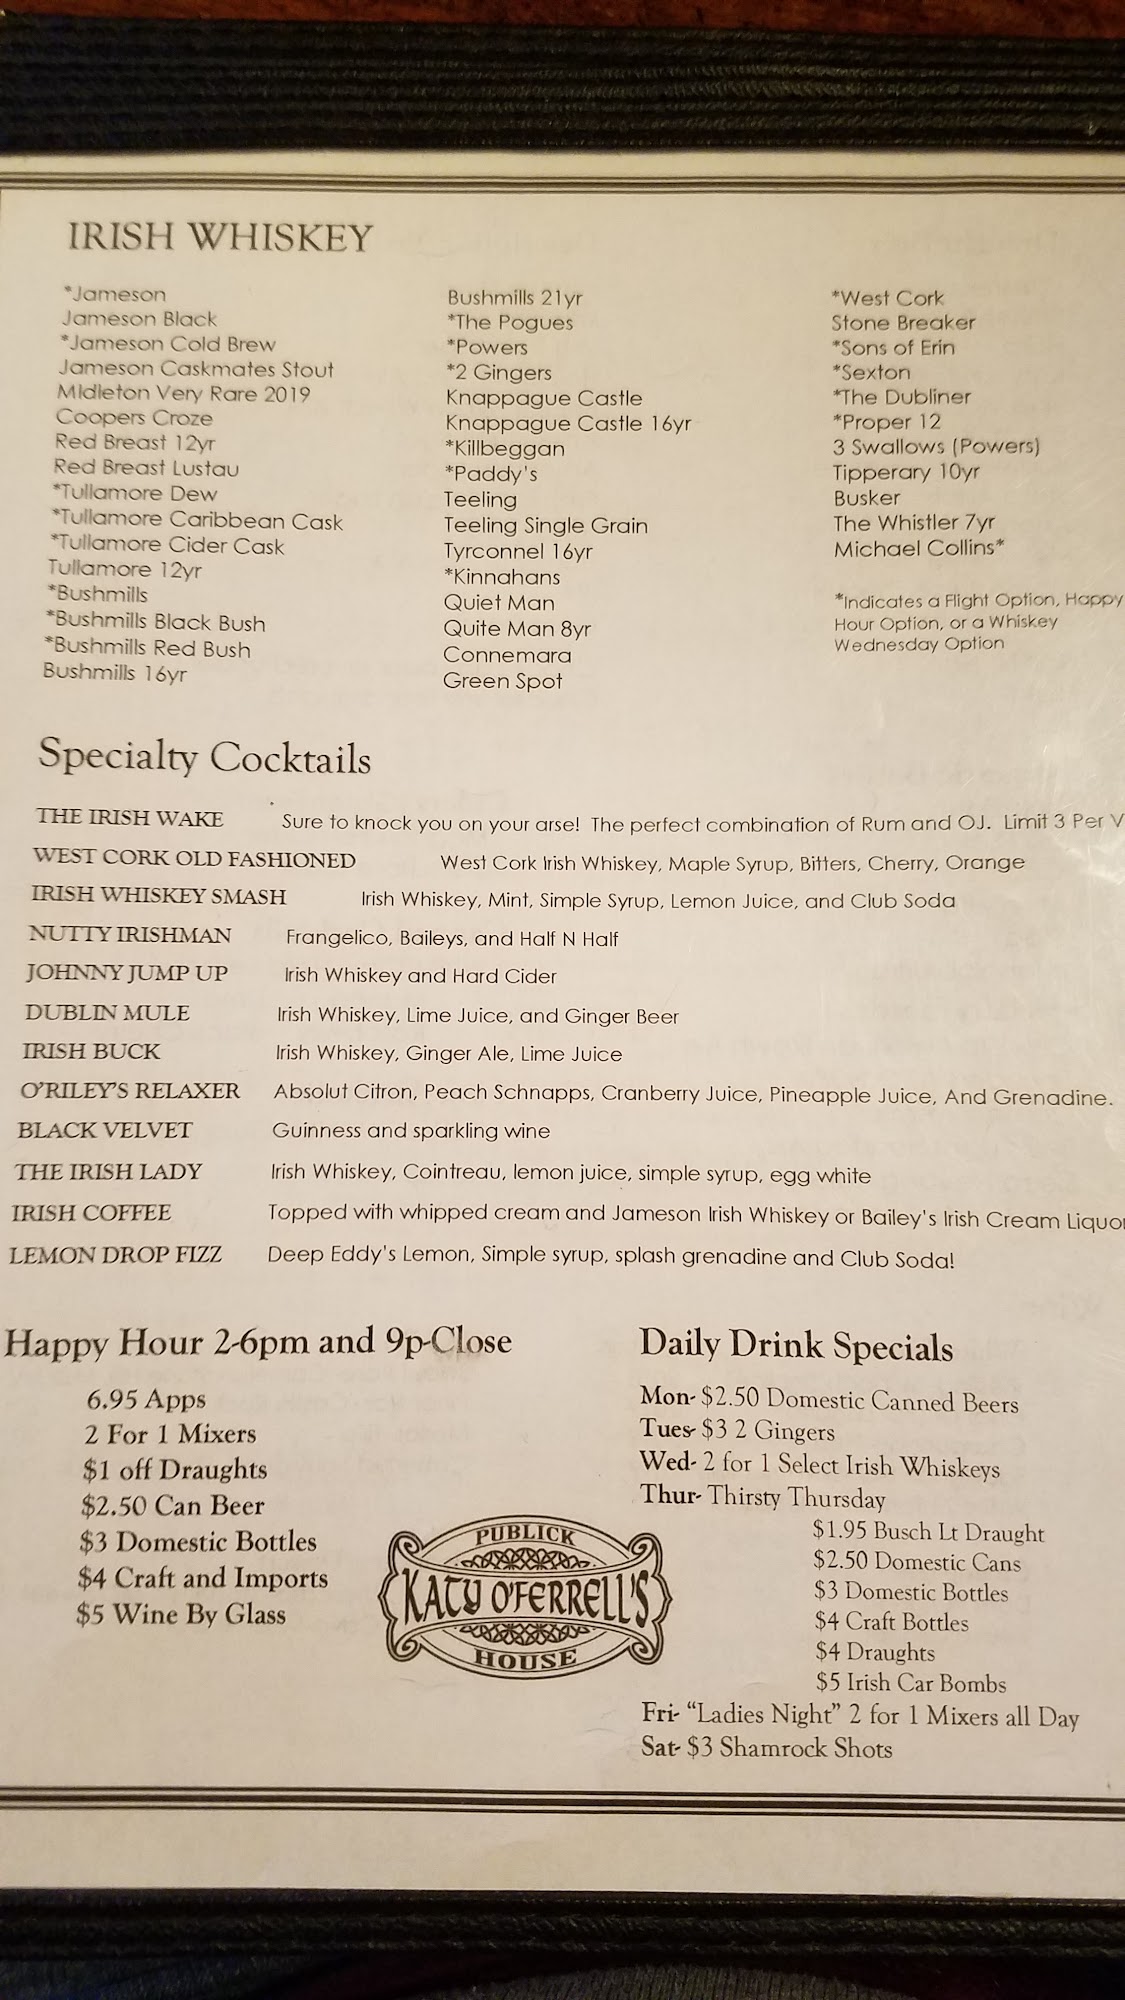 IRISH WHISKEY
*Jameson
Jameson Black
*Jameson Cold Brew
Jameson Caskmates Stout
MIdleton Very Rare 2019
Coopers Croze
Red Breast 12yr
Red Breast Lustau
*Tullamore Dew
*Tullamore Caribbean Cask
*Tullamore Cider Cask
Tullamore 12yr
*Bushmills
*Bushmills Black Bush
*Bushmills Red Bush
Bushmills 16yr
Bushmills 21yr
*The Pogues
*Powers
*2 Gingers
Knappague Castle
Knappague Castle 16yr
*Killbeggan
*Paddy's
Teeling
Teeling Single Grain
Tyrconnel 16yr
*Kinnahans
Quiet Man
Quite Man 8yr
Connemara
Green Spot
*West Cork
Stone Breaker
*Sons of Erin
*Sexton
*The Dubliner
*Proper 12
3 Swallows (Powers)
Tipperary 10yr
Busker
The Whistler 7yr
Michael Collins*
*Indicates a Flight Option, Happy
Hour Option, or a Whiskey
Wednesday Option
Specialty Cocktails
THE IRISH WAKE Sure to knock you on your arse! The perfect combination of Rum and OJ. Limit 3 Per
WEST CORK OLD FASHIONED West Cork Irish Whiskey, Maple Syrup, Bitters, Cherry, Orange
IRISH WHISKEY SMASH Irish Whiskey, Mint, Simple Syrup, Lemon Juice, and Club Soda
NUTTY IRISHMAN Frangelico, Baileys, and Half N Half
JOHNNY JUMP UP Irish Whiskey and Hard Cider
DUBLIN MULE Irish Whiskey, Lime Juice, and Ginger Beer
IRISH BUCK Irish Whiskey, Ginger Ale, Lime Juice
O'RILEY'S RELAXER Absolut Citron, Peach Schnapps, Cranberry Juice, Pineapple Juice, And Grenadine.
BLACK VELVET Guinness and sparkling wine
THE IRISH LADY Irish Whiskey, Cointreau, lemon juice, simple syrup, egg white
IRISH COFFEE Topped with whipped cream and Jameson Irish Whiskey or Bailey's Irish Cream Liquor
LEMON DROP FIZZ Deep Eddy's Lemon, Simple syrup, splash grenadine and Club Soda!
Happy Hour 2-6pm and 9p-Close
6.95 Apps
2 For 1 Mixers
$1 off Draughts
$2.50 Can Beer
$3 Domestic Bottles
$4 Craft and Imports
$5 Wine By Glass
PUBLICK
KATY O'FERRELL'S
HOUSE
Daily Drink Specials
Mon- $2.50 Domestic Canned Beers
Tues- $3 2 Gingers
Wed- 2 for 1 Select Irish Whiskeys
Thur- Thirsty Thursday
$1.95 Busch Lt Draught
$2.50 Domestic Cans
$3 Domestic Bottles
$4 Craft Bottles
$4 Draughts
$5 Irish Car Bombs
Fri- "Ladies Night" 2 for 1 Mixers all Day
Sat- $3 Shamrock Shots